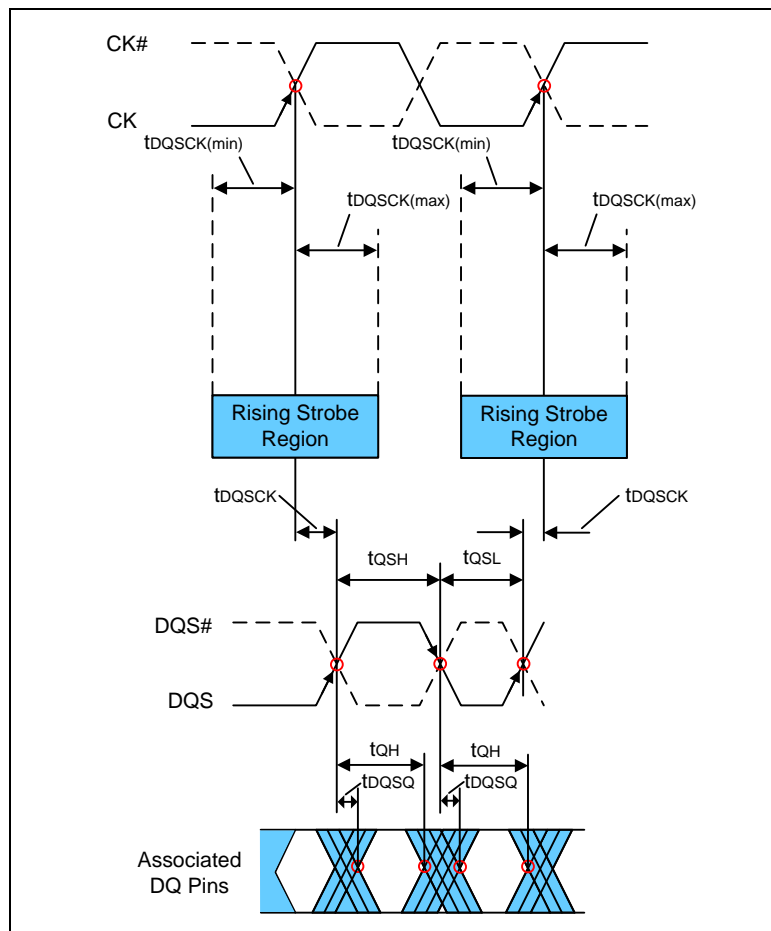 CK#
CK
tDQSCK(min)
tDQSCK(min)
tDQSCK(max)
tDQSCK(max)
Rising Strobe
Region
Rising Strobe
Region
tDQSCK
tDQSCK
tQSH
tQSL
DQS#
DQS
tQH
tQH
tDQSQ
tDQSQ
Associated
DQ Pins